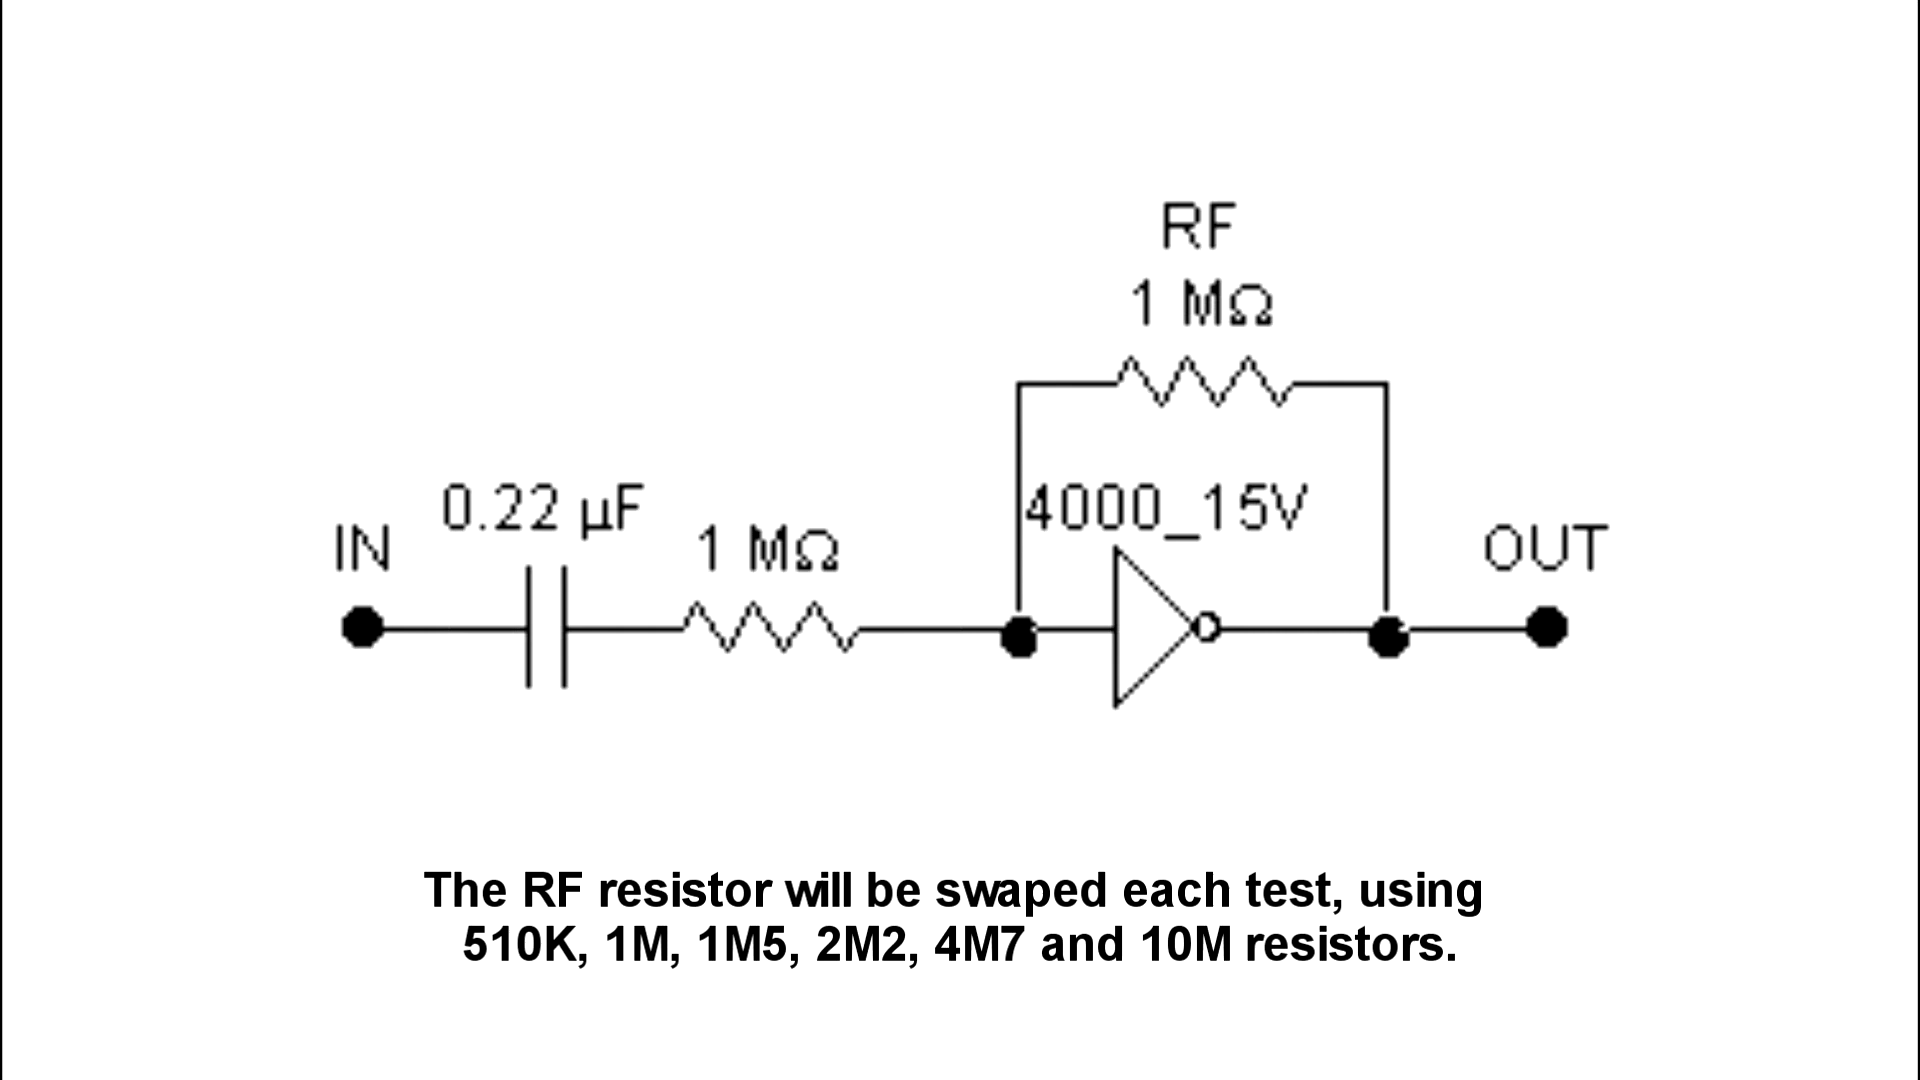 RF
1 MΩ
0.22 µF
4000_15V
IN
1 MΩ
OUT
The RF resistor will be swaped each test, using
510K, 1M, 1M5, 2M2, 4M7 and 10M resistors.